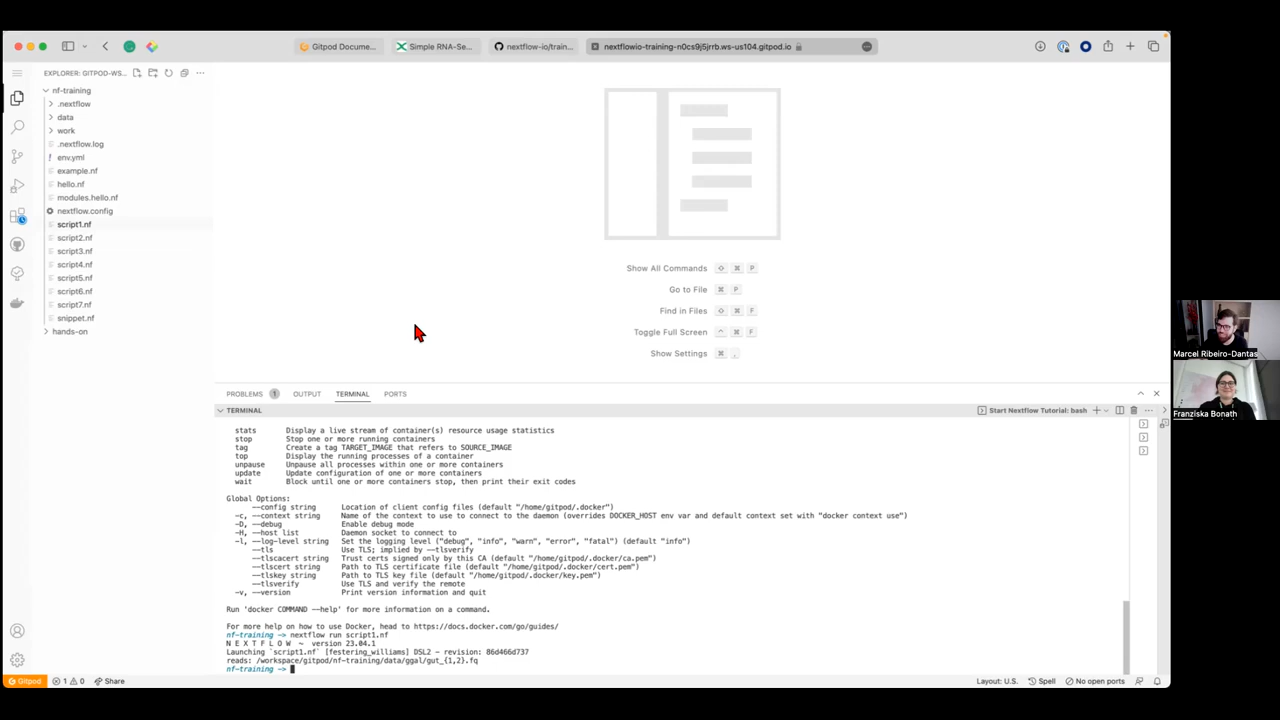 Gitpod Docume...
Simple RNA-Se...
nextflow-io/train...
nextflowio-training-n0cs9j5jrrb.ws-us104.gitpod.io
EXPLORER: GITPOD-WS...
nf-training
.nextflow
data
work
.nextflow.log
! env.yml
example.nf
hello.nf
modules.hello.nf
nextflow.config
script1.nf
script2.nf
script3.nf
script4.nf
script5.nf
script6.nf
script7.nf
snippet.nf
hands-on
Show All Commands ⇧ ⌘ P
Go to File ⌘ P
Find in Files ⇧ ⌘ F
Toggle Full Screen ^ ⌘ F
Show Settings ⌘ ,
PROBLEMS 1 OUTPUT TERMINAL PORTS
TERMINAL
Start Nextflow Tutorial: bash
stats Display a live stream of container(s) resource usage statistics
stop Stop one or more running containers
tag Create a tag TARGET_IMAGE that refers to SOURCE_IMAGE
top Display the running processes of a container
unpause Unpause all processes within one or more containers
update Update configuration of one or more containers
wait Block until one or more containers stop, then print their exit codes
Global Options:
--config string Location of client config files (default "/home/gitpod/.docker")
-c, --context string Name of the context to use to connect to the daemon (overrides DOCKER_HOST env var and default context set with "docker context use")
-D, --debug Enable debug mode
-H, --host list Daemon socket to connect to
-l, --log-level string Set the logging level ("debug", "info", "warn", "error", "fatal") (default "info")
--tls Use TLS; implied by --tlsverify
--tlscacert string Trust certs signed only by this CA (default "/home/gitpod/.docker/ca.pem")
--tlscert string Path to TLS certificate file (default "/home/gitpod/.docker/cert.pem")
--tlskey string Path to TLS key file (default "/home/gitpod/.docker/key.pem")
--tlsverify Use TLS and verify the remote
-v, --version Print version information and quit
Run 'docker COMMAND --help' for more information on a command.
For more help on how to use Docker, head to https://docs.docker.com/go/guides/
nf-training -> nextflow run script1.nf
N E X T F L O W ~ version 23.04.1
Launching `script1.nf` [festering_williams] DSL2 - revision: 86d466d737
reads: /workspace/gitpod/nf-training/data/ggal/gut_{1,2}.fq
nf-training ->
Gitpod
1 0
Share
Layout: U.S.
Spell
No open ports
Marcel Ribeiro-Dantas
Franziska Bonath